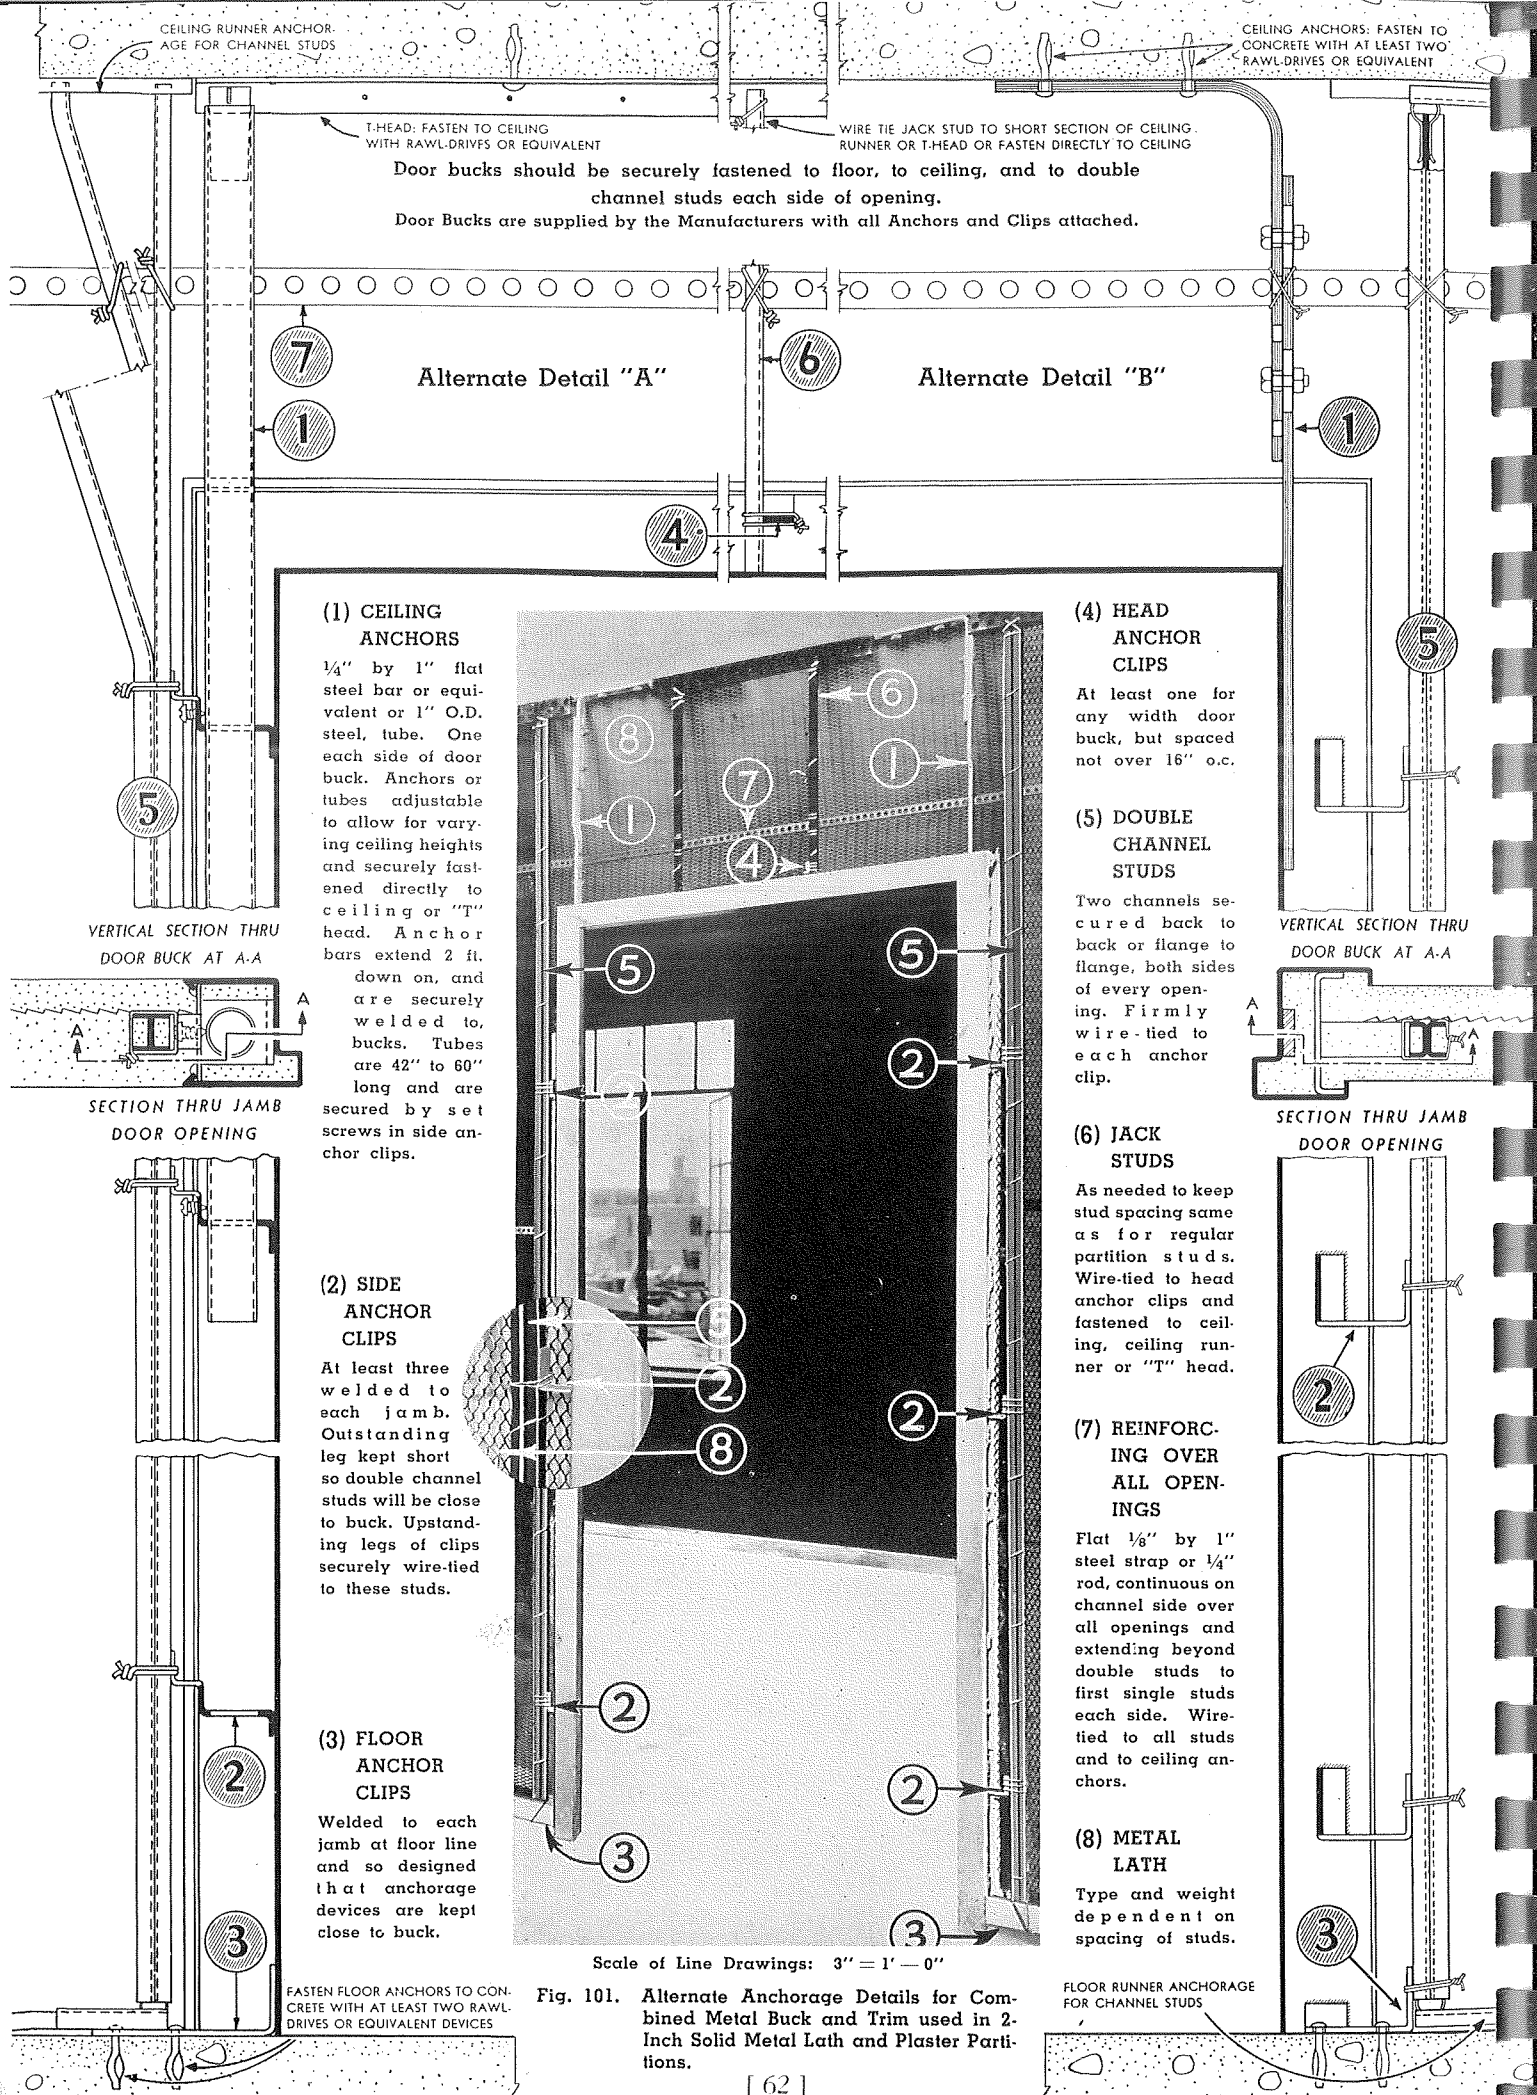 CEILING RUNNER ANCHOR-
AGE FOR CHANNEL STUDS
CEILING ANCHORS: FASTEN TO
CONCRETE WITH AT LEAST TWO
RAWL-DRIVES OR EQUIVALENT
T-HEAD: FASTEN TO CEILING
WITH RAWL-DRIVES OR EQUIVALENT
WIRE TIE JACK STUD TO SHORT SECTION OF CEILING
RUNNER OR T-HEAD OR FASTEN DIRECTLY TO CEILING
Door bucks should be securely fastened to floor, to ceiling, and to double
channel studs each side of opening.
Door Bucks are supplied by the Manufacturers with all Anchors and Clips attached.
7
6
Alternate Detail "A"
Alternate Detail "B"
1
1
4
5
5
(1) CEILING
ANCHORS
¼" by 1" flat
steel bar or equi-
valent or 1" O.D.
steel, tube. One
each side of door
buck. Anchors or
tubes adjustable
to allow for vary-
ing ceiling heights
and securely fast-
ened directly to
ceiling or "T"
head. Anchor
bars extend 2 ft.
down on, and
are securely
welded to,
bucks. Tubes
are 42" to 60"
long and are
secured by set
screws in side an-
chor clips.
VERTICAL SECTION THRU
DOOR BUCK AT A-A
A
A
SECTION THRU JAMB
DOOR OPENING
(2) SIDE
ANCHOR
CLIPS
At least three
welded to
each jamb.
Outstanding
leg kept short
so double channel
studs will be close
to buck. Upstand-
ing legs of clips
securely wire-tied
to these studs.
2
(3) FLOOR
ANCHOR
CLIPS
Welded to each
jamb at floor line
and so designed
that anchorage
devices are kept
close to buck.
3
FASTEN FLOOR ANCHORS TO CON-
CRETE WITH AT LEAST TWO RAWL-
DRIVES OR EQUIVALENT DEVICES
6
8
1
7
1
4
5
5
2
7
5
2
2
8
2
2
3
3
(4) HEAD
ANCHOR
CLIPS
At least one for
any width door
buck, but spaced
not over 16" o.c.
(5) DOUBLE
CHANNEL
STUDS
Two channels se-
cured back to
back or flange to
flange, both sides
of every open-
ing. Firmly
wire-tied to
each anchor
clip.
(6) JACK
STUDS
As needed to keep
stud spacing same
as for regular
partition studs.
Wire-tied to head
anchor clips and
fastened to ceil-
ing, ceiling run-
ner or "T" head.
(7) REINFORC-
ING OVER
ALL OPEN-
INGS
Flat ⅛" by 1"
steel strap or ¼"
rod, continuous on
channel side over
all openings and
extending beyond
double studs to
first single studs
each side. Wire-
tied to all studs
and to ceiling an-
chors.
(8) METAL
LATH
Type and weight
dependent on
spacing of studs.
VERTICAL SECTION THRU
DOOR BUCK AT A-A
A
A
SECTION THRU JAMB
DOOR OPENING
2
3
FLOOR RUNNER ANCHORAGE
FOR CHANNEL STUDS
Scale of Line Drawings: 3" = 1' — 0"
Fig. 101. Alternate Anchorage Details for Com-
bined Metal Buck and Trim used in 2-
Inch Solid Metal Lath and Plaster Parti-
tions.
[ 62 ]